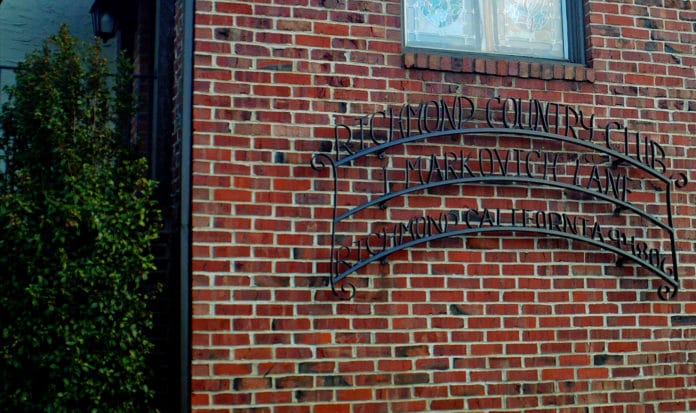 RICHMOND COUNTRY CLUB
1 MARKOVICH LANE
RICHMOND CALIFORNIA 94806